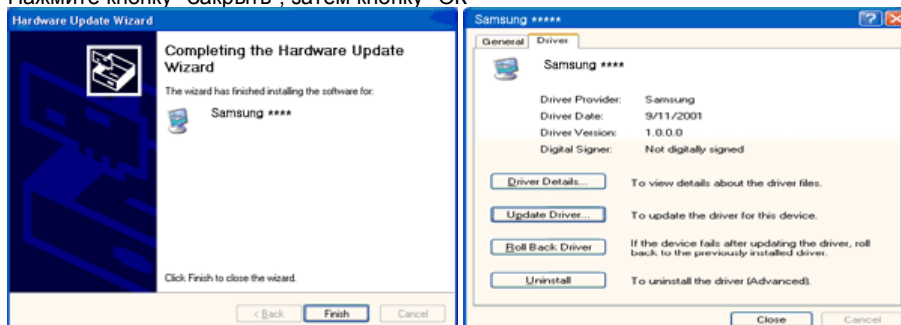 Нажмите кнопку "Закрыть", затем кнопку "OK"
Hardware Update Wizard
Completing the Hardware Update
Wizard
The wizard has finished installing the software for:
Samsung ****
Click Finish to close the wizard.
< Back
Finish
Cancel
Samsung *****
General
Driver
Samsung ****
Driver Provider: Samsung
Driver Date: 9/11/2001
Driver Version: 1.0.0.0
Digital Signer: Not digitally signed
Driver Details... To view details about the driver files.
Update Driver... To update the driver for this device.
Roll Back Driver If the device fails after updating the driver, roll
back to the previously installed driver.
Uninstall To uninstall the driver (Advanced).
Close
Cancel